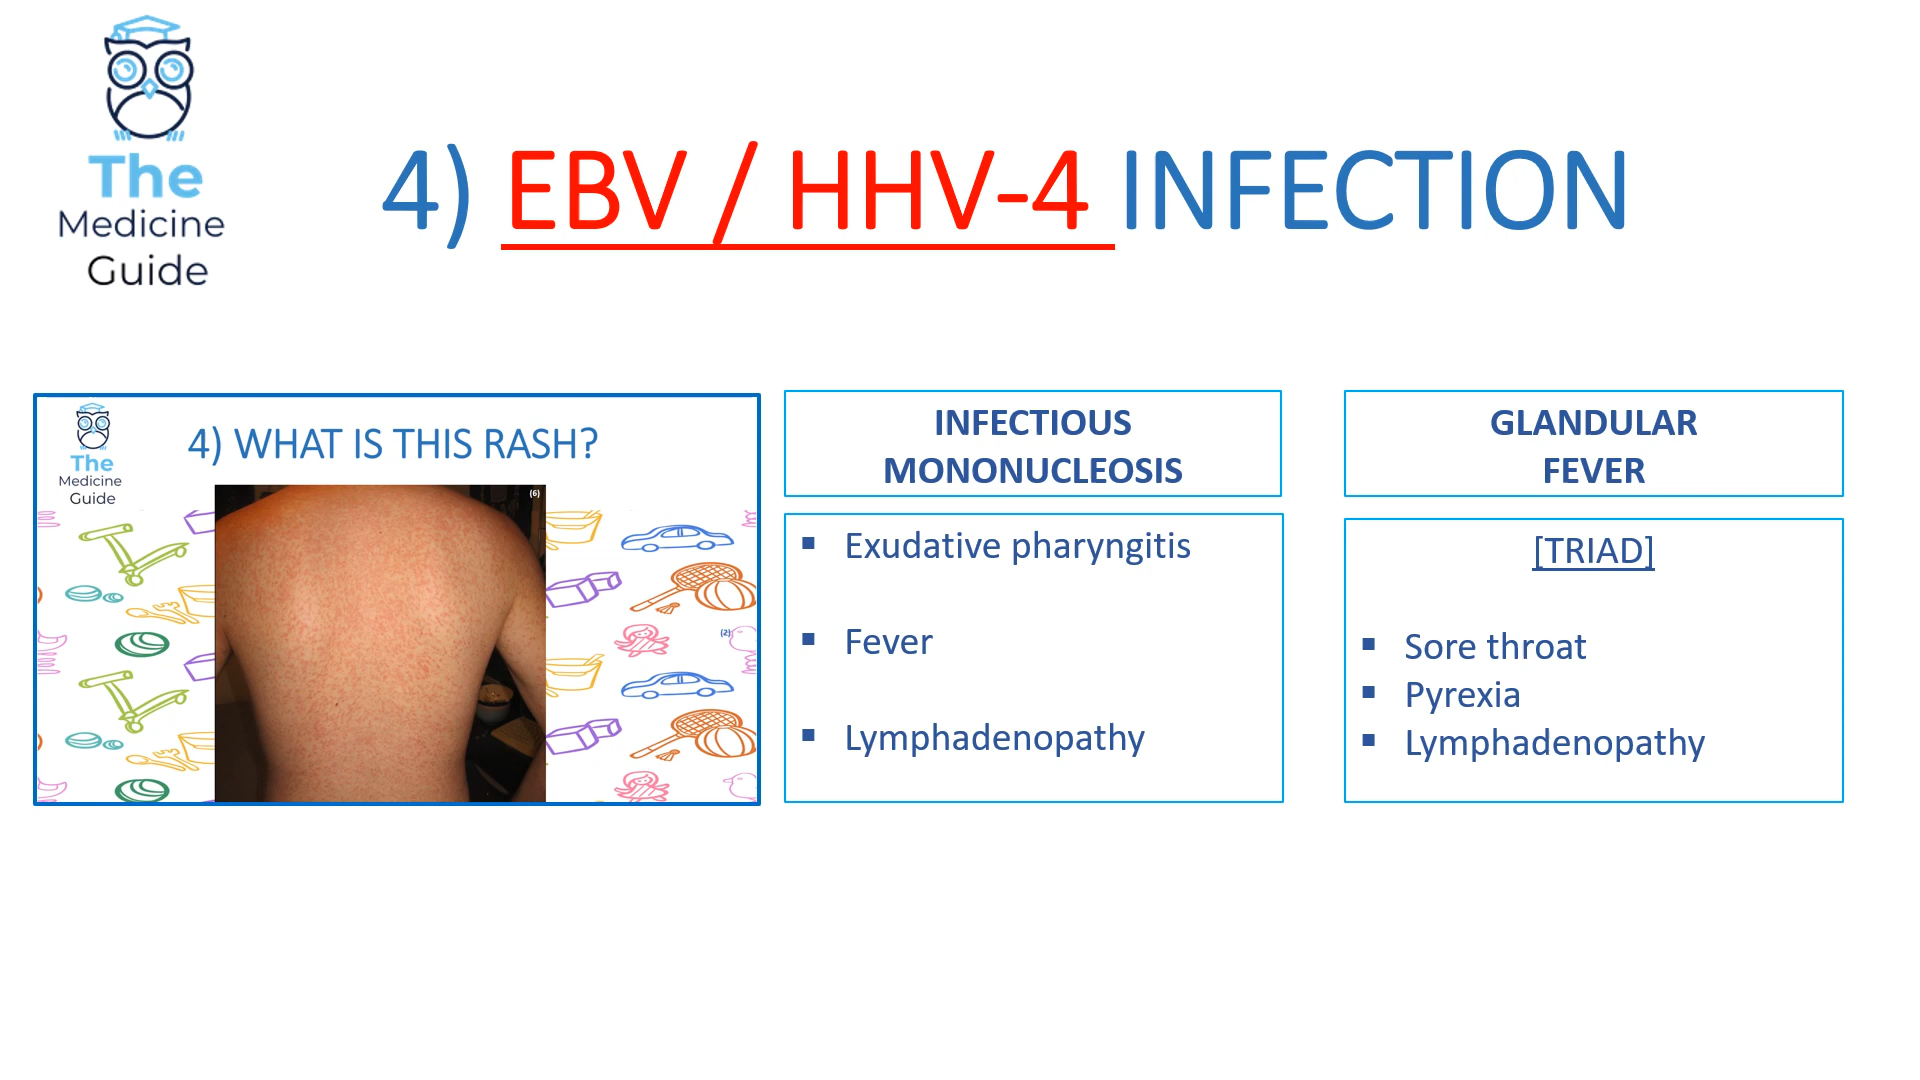 The
Medicine
Guide
4) EBV / HHV-4 INFECTION
The
Medicine
Guide
4) WHAT IS THIS RASH?
(6)
(2)
INFECTIOUS
MONONUCLEOSIS
▪ Exudative pharyngitis
▪ Fever
▪ Lymphadenopathy
GLANDULAR
FEVER
[TRIAD]
▪ Sore throat
▪ Pyrexia
▪ Lymphadenopathy